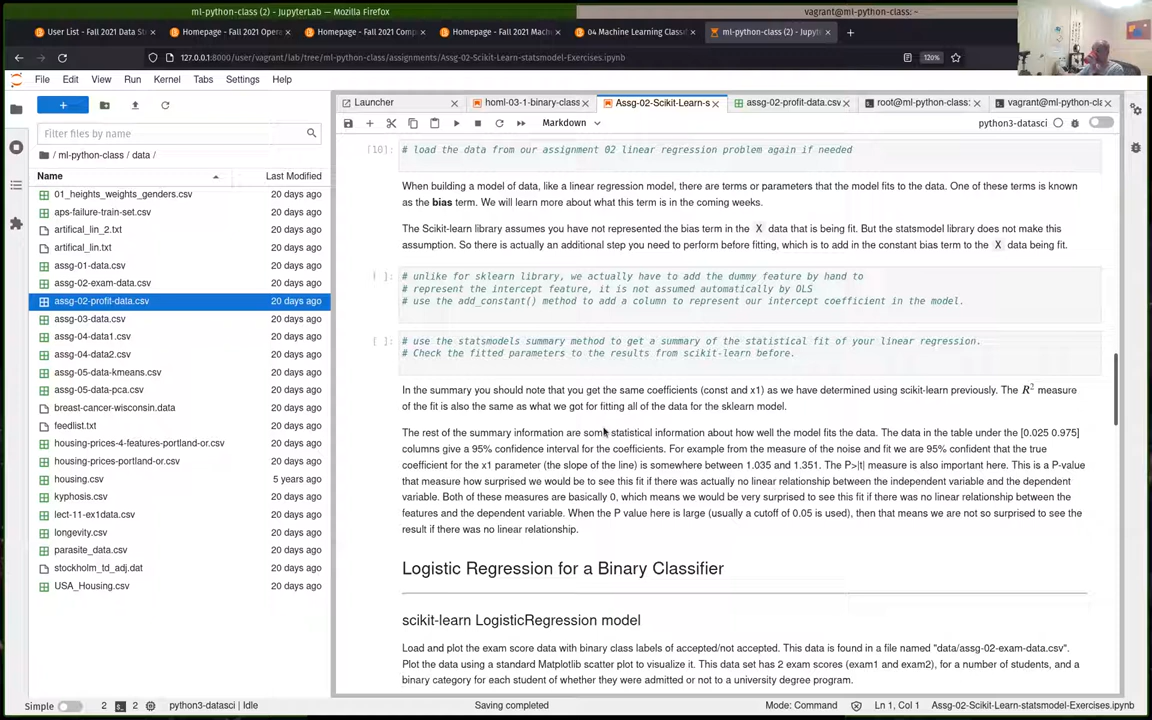 ml-python-class (2) - JupyterLab — Mozilla Firefox
vagrant@ml-python-class: ~
User List - Fall 2021 Data St
Homepage - Fall 2021 Oper
Homepage - Fall 2021 Comp
Homepage - Fall 2021 Mac
04 Machine Learning Class
ml-python-class (2) - Jupyte
127.0.0.1:8000/user/vagrant/lab/tree/ml-python-class/assignments/Assg-02-Scikit-Learn-statsmodel-Exercises.ipynb
120%
File Edit View Run Kernel Tabs Settings Help
Launcher
homl-03-1-binary-class
Assg-02-Scikit-Learn-s
assg-02-profit-data.csv
root@ml-python-class:
vagrant@ml-python-cla
Markdown
python3-datasci
Filter files by name
/ ml-python-class / data /
Name Last Modified
01_heights_weights_genders.csv 20 days ago
aps-failure-train-set.csv 20 days ago
artifical_lin_2.txt 20 days ago
artifical_lin.txt 20 days ago
assg-01-data.csv 20 days ago
assg-02-exam-data.csv 20 days ago
assg-02-profit-data.csv 20 days ago
assg-03-data.csv 20 days ago
assg-04-data1.csv 20 days ago
assg-04-data2.csv 20 days ago
assg-05-data-kmeans.csv 20 days ago
assg-05-data-pca.csv 20 days ago
breast-cancer-wisconsin.data 20 days ago
feedlist.txt 20 days ago
housing-prices-4-features-portland-or.csv 20 days ago
housing-prices-portland-or.csv 20 days ago
housing.csv 5 years ago
kyphosis.csv 20 days ago
lect-11-ex1data.csv 20 days ago
longevity.csv 20 days ago
parasite_data.csv 20 days ago
stockholm_td_adj.dat 20 days ago
USA_Housing.csv 20 days ago
[10]: # load the data from our assignment 02 linear regression problem again if needed
When building a model of data, like a linear regression model, there are terms or parameters that the model fits to the data. One of these terms is known
as the bias term. We will learn more about what this term is in the coming weeks.
The Scikit-learn library assumes you have not represented the bias term in the X data that is being fit. But the statsmodel library does not make this
assumption. So there is actually an additional step you need to perform before fitting, which is to add in the constant bias term to the X data being fit.
[ ]: # unlike for sklearn library, we actually have to add the dummy feature by hand to
# represent the intercept feature, it is not assumed automatically by OLS
# use the add_constant() method to add a column to represent our intercept coefficient in the model.
[ ]: # use the statsmodels summary method to get a summary of the statistical fit of your linear regression.
# Check the fitted parameters to the results from scikit-learn before.
In the summary you should note that you get the same coefficients (const and x1) as we have determined using scikit-learn previously. The R² measure
of the fit is also the same as what we got for fitting all of the data for the sklearn model.
The rest of the summary information are some statistical information about how well the model fits the data. The data in the table under the [0.025 0.975]
columns give a 95% confidence interval for the coefficients. For example from the measure of the noise and fit we are 95% confident that the true
coefficient for the x1 parameter (the slope of the line) is somewhere between 1.035 and 1.351. The P>|t| measure is also important here. This is a P-value
that measure how surprised we would be to see this fit if there was actually no linear relationship between the independent variable and the dependent
variable. Both of these measures are basically 0, which means we would be very surprised to see this fit if there was no linear relationship between the
features and the dependent variable. When the P value here is large (usually a cutoff of 0.05 is used), then that means we are not so surprised to see the
result if there was no linear relationship.
Logistic Regression for a Binary Classifier
scikit-learn LogisticRegression model
Load and plot the exam score data with binary class labels of accepted/not accepted. This data is found in a file named "data/assg-02-exam-data.csv".
Plot the data using a standard Matplotlib scatter plot to visualize it. This data set has 2 exam scores (exam1 and exam2), for a number of students, and a
binary category for each student of whether they were admitted or not to a university degree program.
Simple 2 2 python3-datasci | Idle Saving completed Mode: Command Ln 1, Col 1 Assg-02-Scikit-Learn-statsmodel-Exercises.ipynb